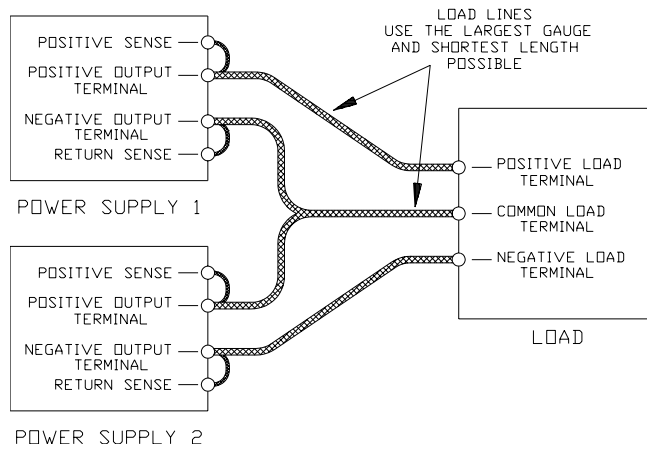 LOAD LINES
USE THE LARGEST GAUGE
AND SHORTEST LENGTH
POSSIBLE
POSITIVE SENSE
POSITIVE OUTPUT
TERMINAL
NEGATIVE OUTPUT
TERMINAL
RETURN SENSE
POWER SUPPLY 1
POSITIVE LOAD
TERMINAL
COMMON LOAD
TERMINAL
NEGATIVE LOAD
TERMINAL
LOAD
POSITIVE SENSE
POSITIVE OUTPUT
TERMINAL
NEGATIVE OUTPUT
TERMINAL
RETURN SENSE
POWER SUPPLY 2